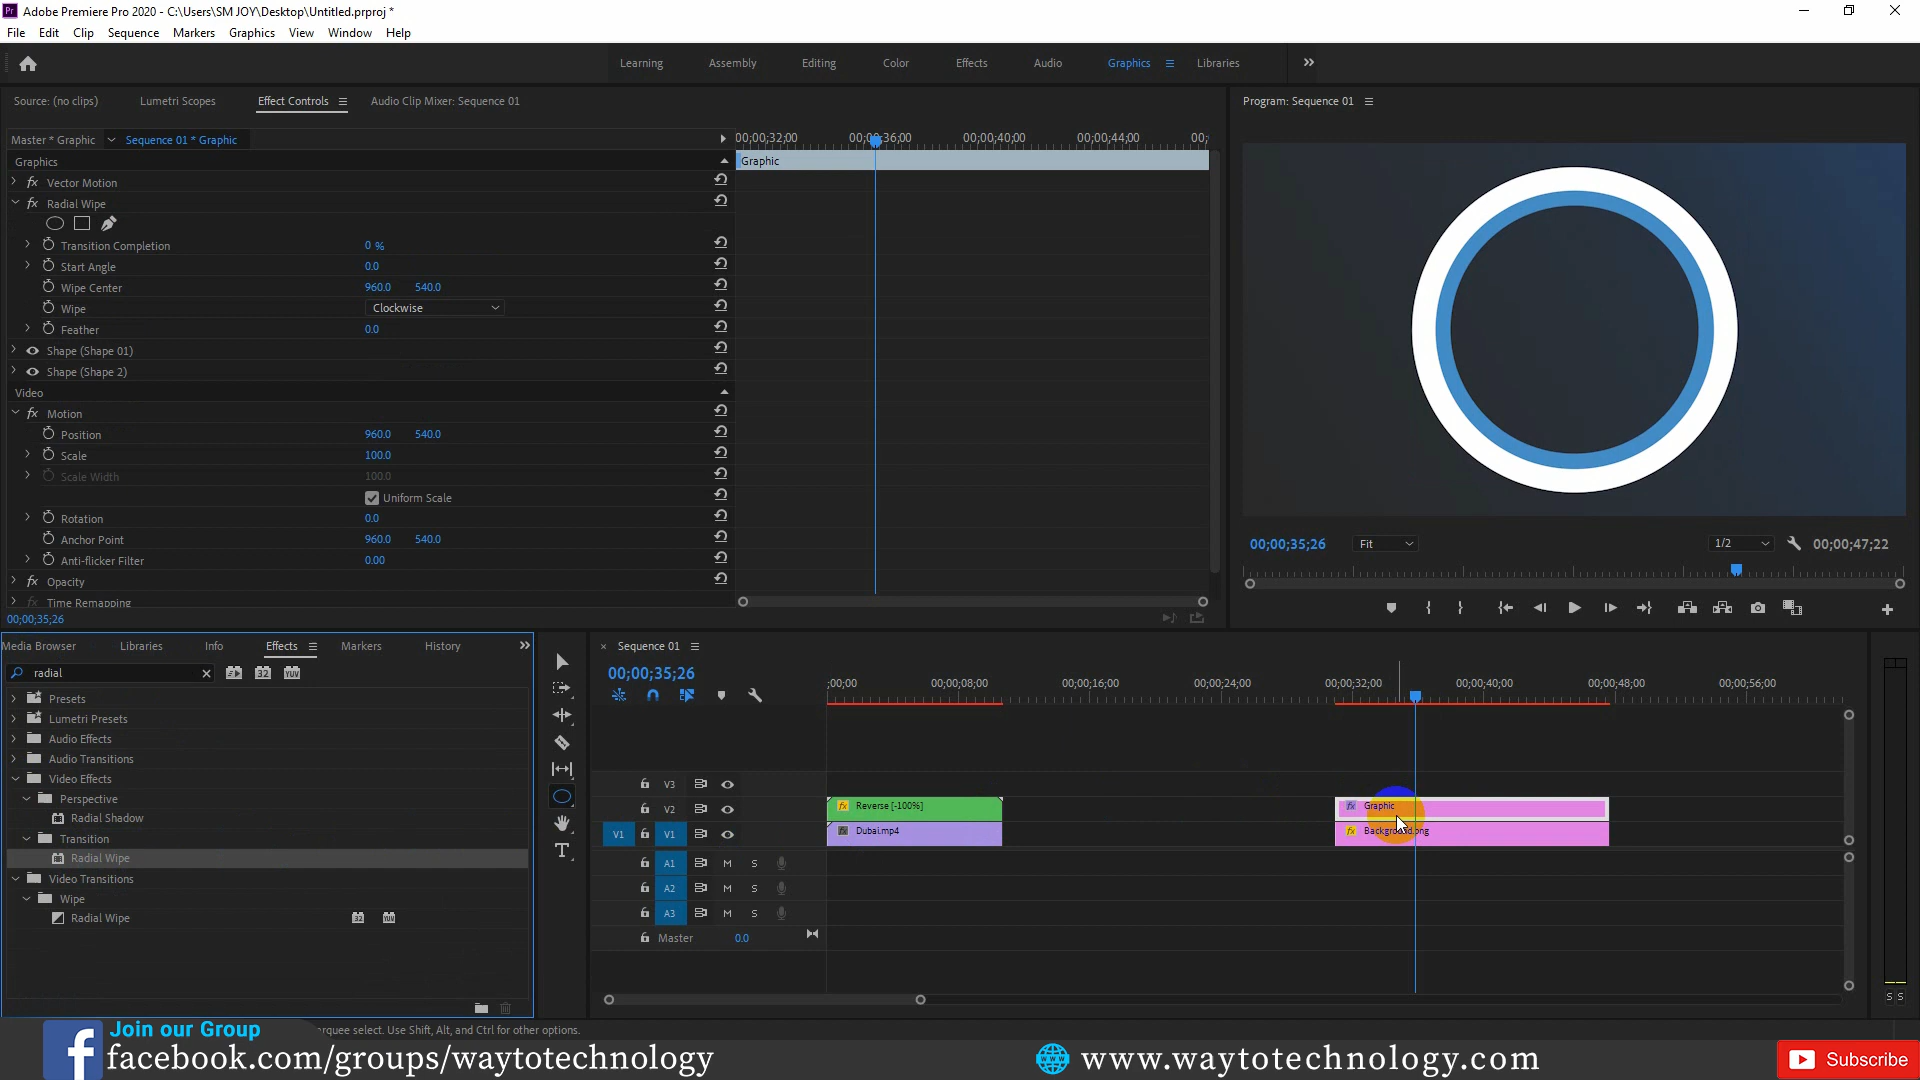 Adobe Premiere Pro 2020 - C:\Users\SM JOY\Desktop\Untitled.prproj *
File Edit Clip Sequence Markers Graphics View Window Help
Learning Assembly Editing Color Effects Audio Graphics Libraries
Source: (no clips) Lumetri Scopes Effect Controls Audio Clip Mixer: Sequence 01
Program: Sequence 01
Master * Graphic Sequence 01 * Graphic
00;00;32;00 00;00;36;00 00;00;40;00 00;00;44;00 00;
Graphics
Graphic
Vector Motion
Radial Wipe
Transition Completion 0 %
Start Angle 0.0
Wipe Center 960.0 540.0
Wipe Clockwise
Feather 0.0
Shape (Shape 01)
Shape (Shape 2)
Video
Motion
Position 960.0 540.0
Scale 100.0
Scale Width 100.0
Uniform Scale
Rotation 0.0
Anchor Point 960.0 540.0
Anti-flicker Filter 0.00
Opacity
Time Remapping
00;00;35;26
00;00;35;26 Fit 1/2 00;00;47;22
Media Browser Libraries Info Effects Markers History
radial
Presets
Lumetri Presets
Audio Effects
Audio Transitions
Video Effects
Perspective
Radial Shadow
Transition
Radial Wipe
Video Transitions
Wipe
Radial Wipe
Sequence 01
00;00;35;26
;00;00 00;00;08;00 00;00;16;00 00;00;24;00 00;00;32;00 00;00;40;00 00;00;48;00 00;00;56;00
V3
V2 Reverse [-100%] Graphic
V1 V1 Dubai.mp4 Background.png
A1 M S
A2 M S
A3 M S
Master 0.0
S S
rquee select. Use Shift, Alt, and Ctrl for other options.
Join our Group
facebook.com/groups/waytotechnology
www.waytotechnology.com
Subscribe